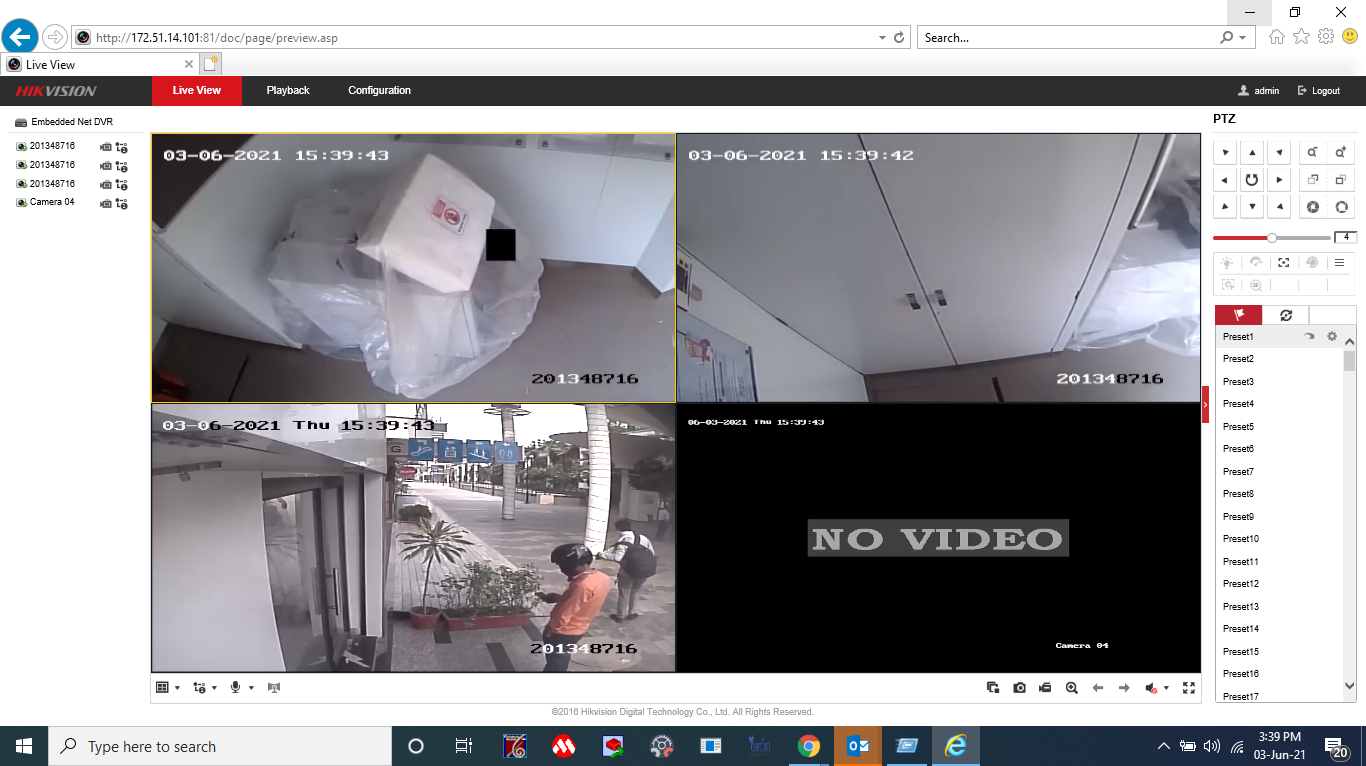 http://172.51.14.101:81/doc/page/preview.asp
Search...
Live View
HIKVISION
Live View
Playback
Configuration
admin
Logout
Embedded Net DVR
201348716
201348716
201348716
Camera 04
03-06-2021 15:39:43
201348716
03-06-2021 15:39:42
201348716
03-06-2021 Thu 15:39:43
G
201348716
06-03-2021 Thu 15:39:43
NO VIDEO
Camera 04
PTZ
4
Preset1
Preset2
Preset3
Preset4
Preset5
Preset6
Preset7
Preset8
Preset9
Preset10
Preset11
Preset12
Preset13
Preset14
Preset15
Preset16
Preset17
©2016 Hikvision Digital Technology Co., Ltd. All Rights Reserved.
Type here to search
3:39 PM
03-Jun-21
20